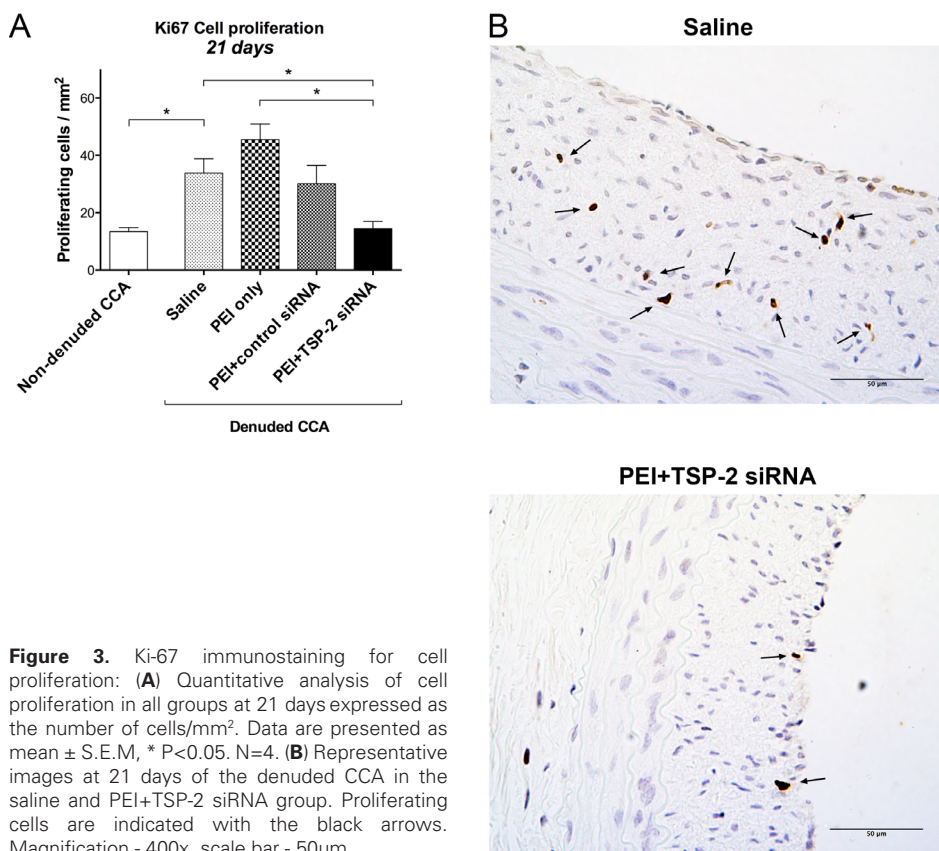 A
Ki67 Cell proliferation
21 days
Proliferating cells / mm²
60
40
20
0
*
*
*
Non-denuded CCA
Saline
PEI only
PEI+control siRNA
PEI+TSP-2 siRNA
Denuded CCA
B
Saline
50 µm
PEI+TSP-2 siRNA
50 µm
Figure 3. Ki-67 immunostaining for cell
proliferation: (A) Quantitative analysis of cell
proliferation in all groups at 21 days expressed as
the number of cells/mm². Data are presented as
mean ± S.E.M, * P<0.05. N=4. (B) Representative
images at 21 days of the denuded CCA in the
saline and PEI+TSP-2 siRNA group. Proliferating
cells are indicated with the black arrows.
Magnification - 400x, scale bar - 50µm